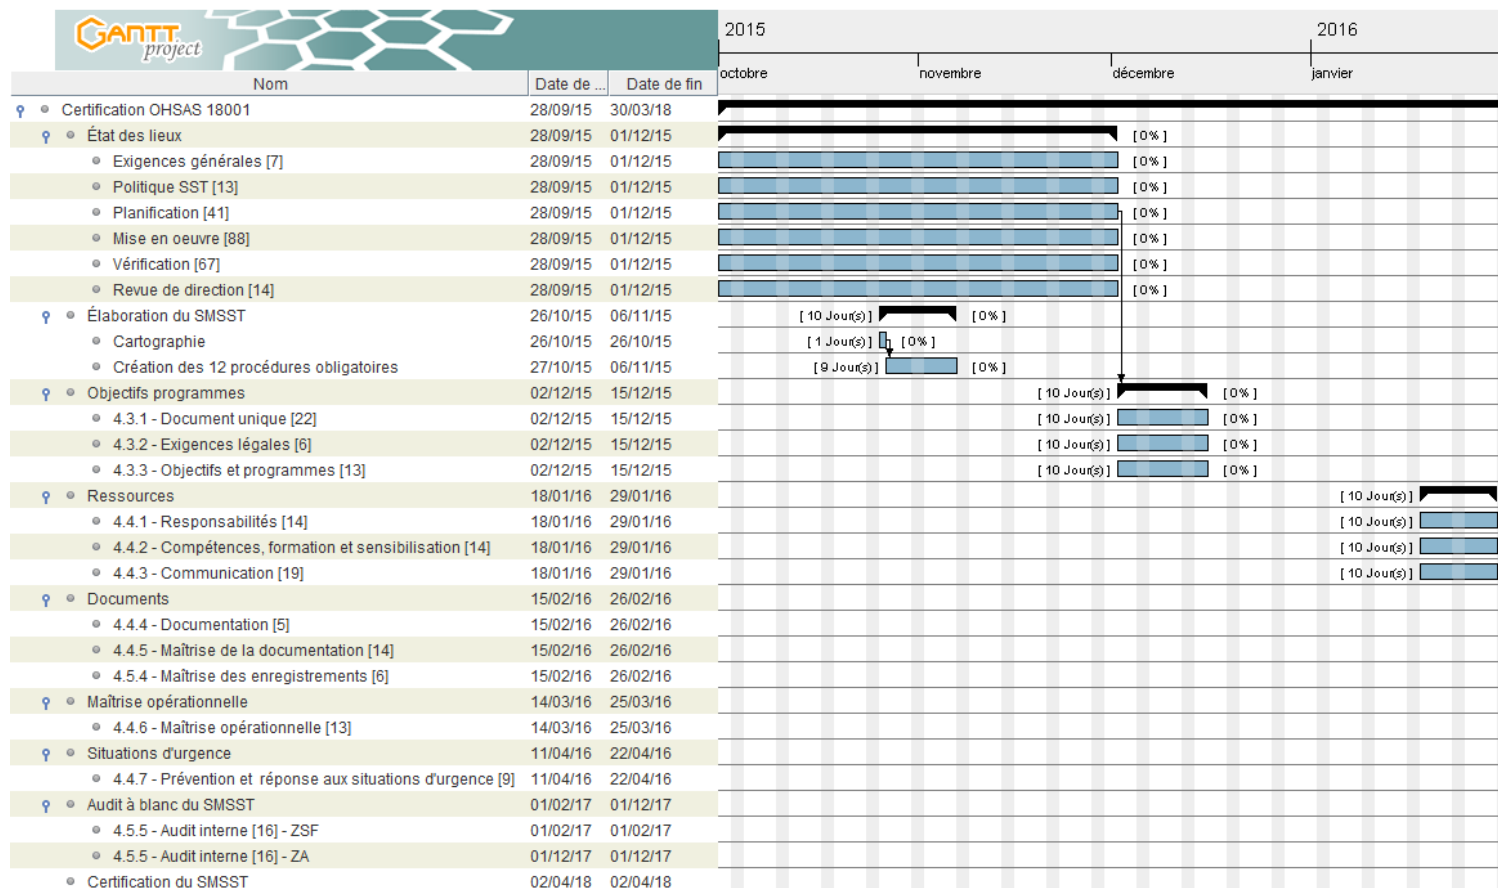 GANTT project
2015 2016
octobre novembre décembre janvier
Nom Date de ... Date de fin
Certification OHSAS 18001 28/09/15 30/03/18
État des lieux 28/09/15 01/12/15 [ 0% ]
Exigences générales [7] 28/09/15 01/12/15 [ 0% ]
Politique SST [13] 28/09/15 01/12/15 [ 0% ]
Planification [41] 28/09/15 01/12/15 [ 0% ]
Mise en oeuvre [88] 28/09/15 01/12/15 [ 0% ]
Vérification [67] 28/09/15 01/12/15 [ 0% ]
Revue de direction [14] 28/09/15 01/12/15 [ 0% ]
Élaboration du SMSST 26/10/15 06/11/15 [ 10 Jour(s) ] [ 0% ]
Cartographie 26/10/15 26/10/15 [ 1 Jour(s) ] [ 0% ]
Création des 12 procédures obligatoires 27/10/15 06/11/15 [ 9 Jour(s) ] [ 0% ]
Objectifs programmes 02/12/15 15/12/15 [ 10 Jour(s) ] [ 0% ]
4.3.1 - Document unique [22] 02/12/15 15/12/15 [ 10 Jour(s) ] [ 0% ]
4.3.2 - Exigences légales [6] 02/12/15 15/12/15 [ 10 Jour(s) ] [ 0% ]
4.3.3 - Objectifs et programmes [13] 02/12/15 15/12/15 [ 10 Jour(s) ] [ 0% ]
Ressources 18/01/16 29/01/16 [ 10 Jour(s) ]
4.4.1 - Responsabilités [14] 18/01/16 29/01/16 [ 10 Jour(s) ]
4.4.2 - Compétences, formation et sensibilisation [14] 18/01/16 29/01/16 [ 10 Jour(s) ]
4.4.3 - Communication [19] 18/01/16 29/01/16 [ 10 Jour(s) ]
Documents 15/02/16 26/02/16
4.4.4 - Documentation [5] 15/02/16 26/02/16
4.4.5 - Maîtrise de la documentation [14] 15/02/16 26/02/16
4.5.4 - Maîtrise des enregistrements [6] 15/02/16 26/02/16
Maîtrise opérationnelle 14/03/16 25/03/16
4.4.6 - Maîtrise opérationnelle [13] 14/03/16 25/03/16
Situations d'urgence 11/04/16 22/04/16
4.4.7 - Prévention et réponse aux situations d'urgence [9] 11/04/16 22/04/16
Audit à blanc du SMSST 01/02/17 01/12/17
4.5.5 - Audit interne [16] - ZSF 01/02/17 01/02/17
4.5.5 - Audit interne [16] - ZA 01/12/17 01/12/17
Certification du SMSST 02/04/18 02/04/18